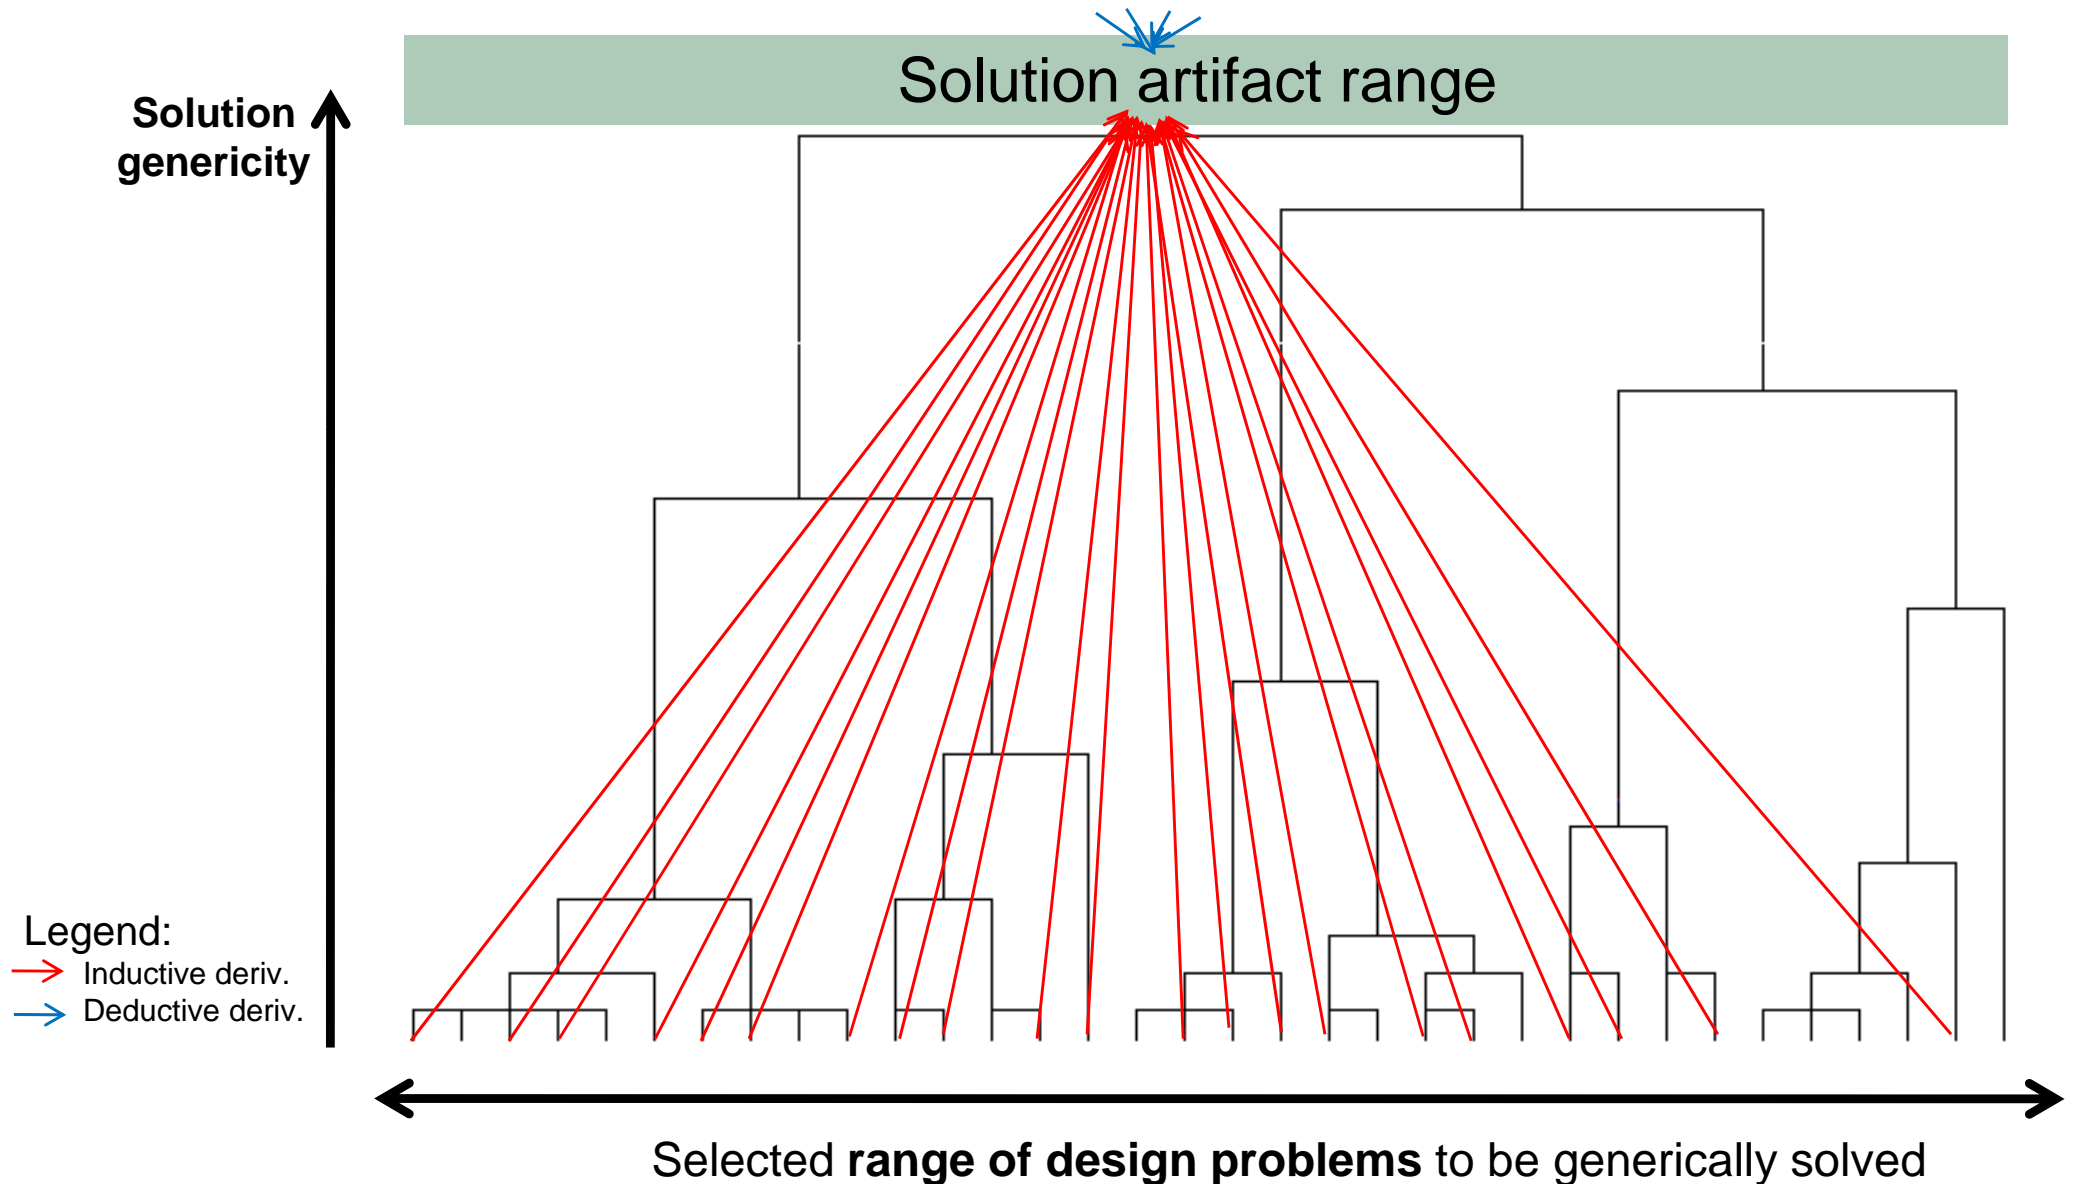 Solution artifact range
Solution
genericity
Legend:
Inductive deriv.
Deductive deriv.
Selected range of design problems to be generically solved